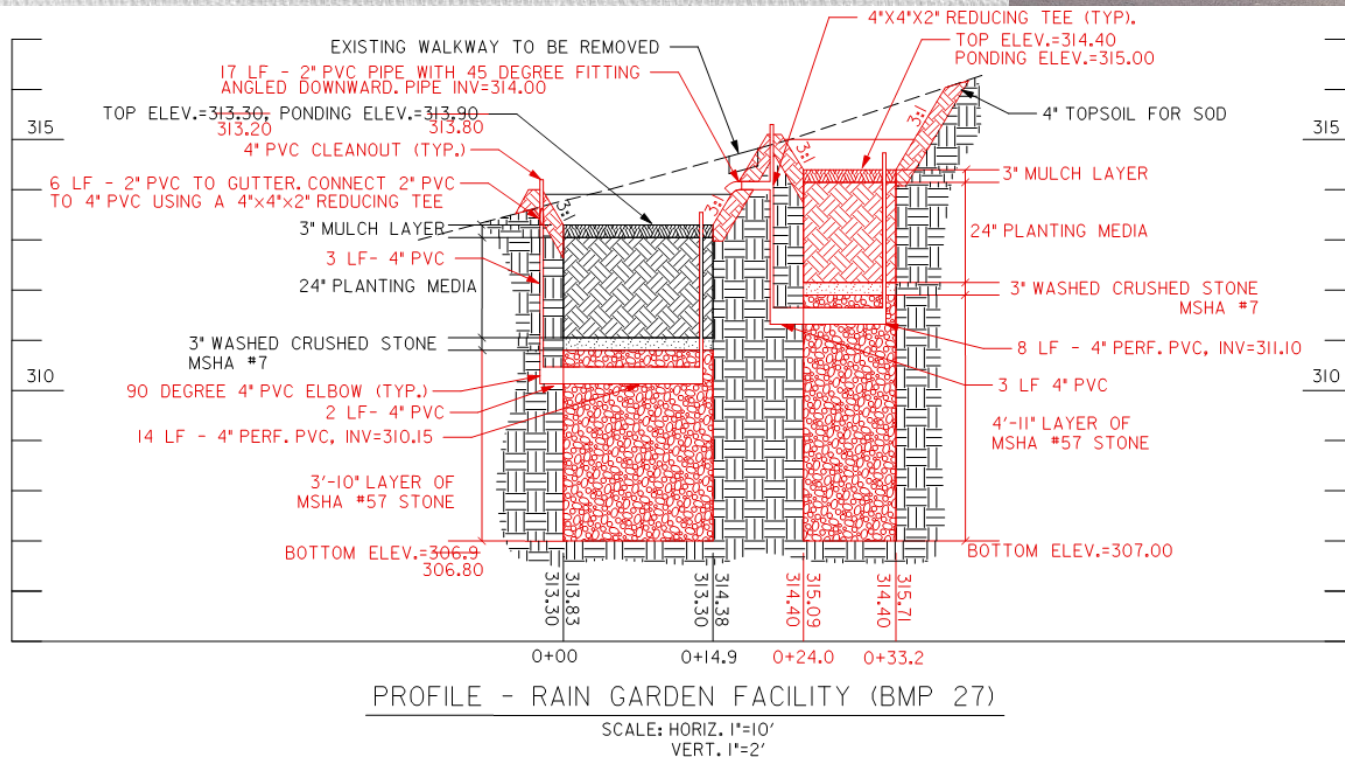 4"X4"X2" REDUCING TEE (TYP).
TOP ELEV.=314.40
PONDING ELEV.=315.00
EXISTING WALKWAY TO BE REMOVED
17 LF - 2" PVC PIPE WITH 45 DEGREE FITTING
ANGLED DOWNWARD. PIPE INV=314.00
TOP ELEV.=313.30, PONDING ELEV.=313.90
313.20 313.80
4" TOPSOIL FOR SOD
315
315
4" PVC CLEANOUT (TYP.)
6 LF - 2" PVC TO GUTTER. CONNECT 2" PVC
TO 4" PVC USING A 4"x4"x2" REDUCING TEE
3:1
3:1
3:1
3:1
3" MULCH LAYER
3" MULCH LAYER
3 LF- 4" PVC
24" PLANTING MEDIA
24" PLANTING MEDIA
3" WASHED CRUSHED STONE
MSHA #7
3" WASHED CRUSHED STONE
MSHA #7
8 LF - 4" PERF. PVC, INV=311.10
310
310
90 DEGREE 4" PVC ELBOW (TYP.)
3 LF 4" PVC
2 LF- 4" PVC
14 LF - 4" PERF. PVC, INV=310.15
4'-11" LAYER OF
MSHA #57 STONE
3'-10" LAYER OF
MSHA #57 STONE
BOTTOM ELEV.=306.9
306.80
BOTTOM ELEV.=307.00
313.30
313.83
313.30
314.38
314.40
315.09
314.40
315.71
0+00
0+14.9
0+24.0
0+33.2
PROFILE - RAIN GARDEN FACILITY (BMP 27)
SCALE: HORIZ. 1"=10'
VERT. 1"=2'